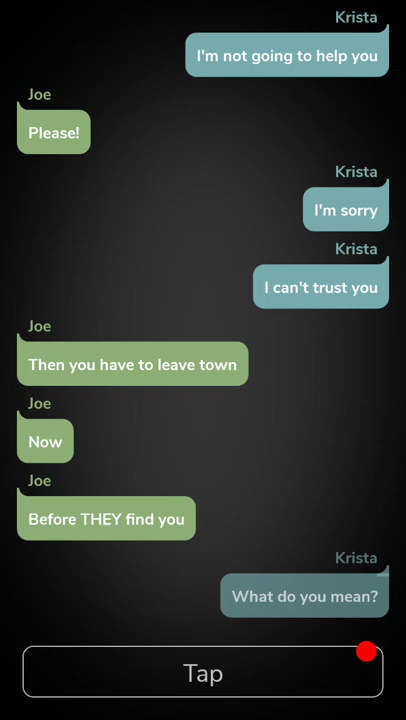 Krista
I'm not going to help you
Joe
Please!
Krista
I'm sorry
Krista
I can't trust you
Joe
Then you have to leave town
Joe
Now
Joe
Before THEY find you
Krista
What do you mean?
Tap